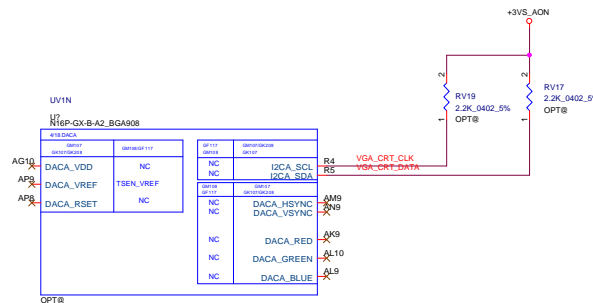 +3VS_AON
2
2
RV19
2.2K_0402_5%
OPT@
1
RV17
2.2K_0402_5
OPT@
1
UV1N
U?
N16P-GX-B-A2_BGA908
4/18 DACA
GM107
GK107/GK208
GM108/GF117
GF117
GM108
GM107/GK208
GK107
AG10
DACA_VDD
NC
NC
I2CA_SCL
R4
VGA_CRT_CLK
NC
I2CA_SDA
R5
VGA_CRT_DATA
AP9
DACA_VREF
TSEN_VREF
AP8
DACA_RSET
NC
GM108
GF117
GM107
GK107/GK208
NC
DACA_HSYNC
AM9
NC
DACA_VSYNC
AN9
NC
DACA_RED
AK9
NC
DACA_GREEN
AL10
NC
DACA_BLUE
AL9
OPT@